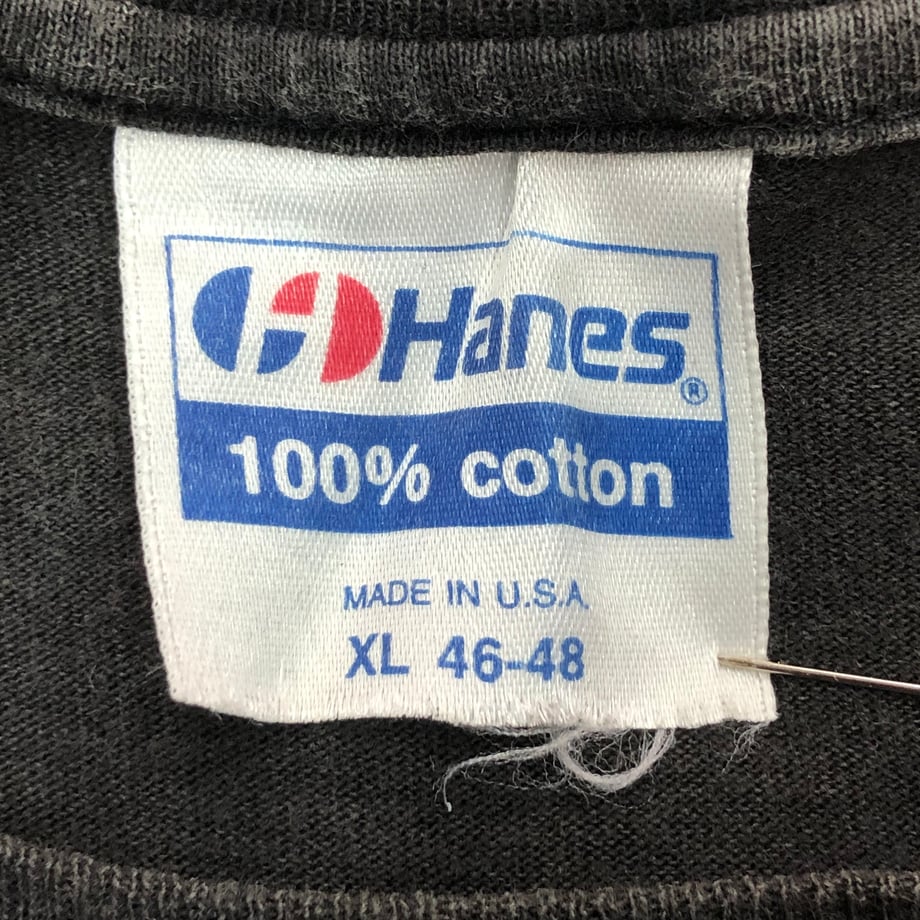 Hanes®
100% cotton
MADE IN U.S.A.
XL 46-48